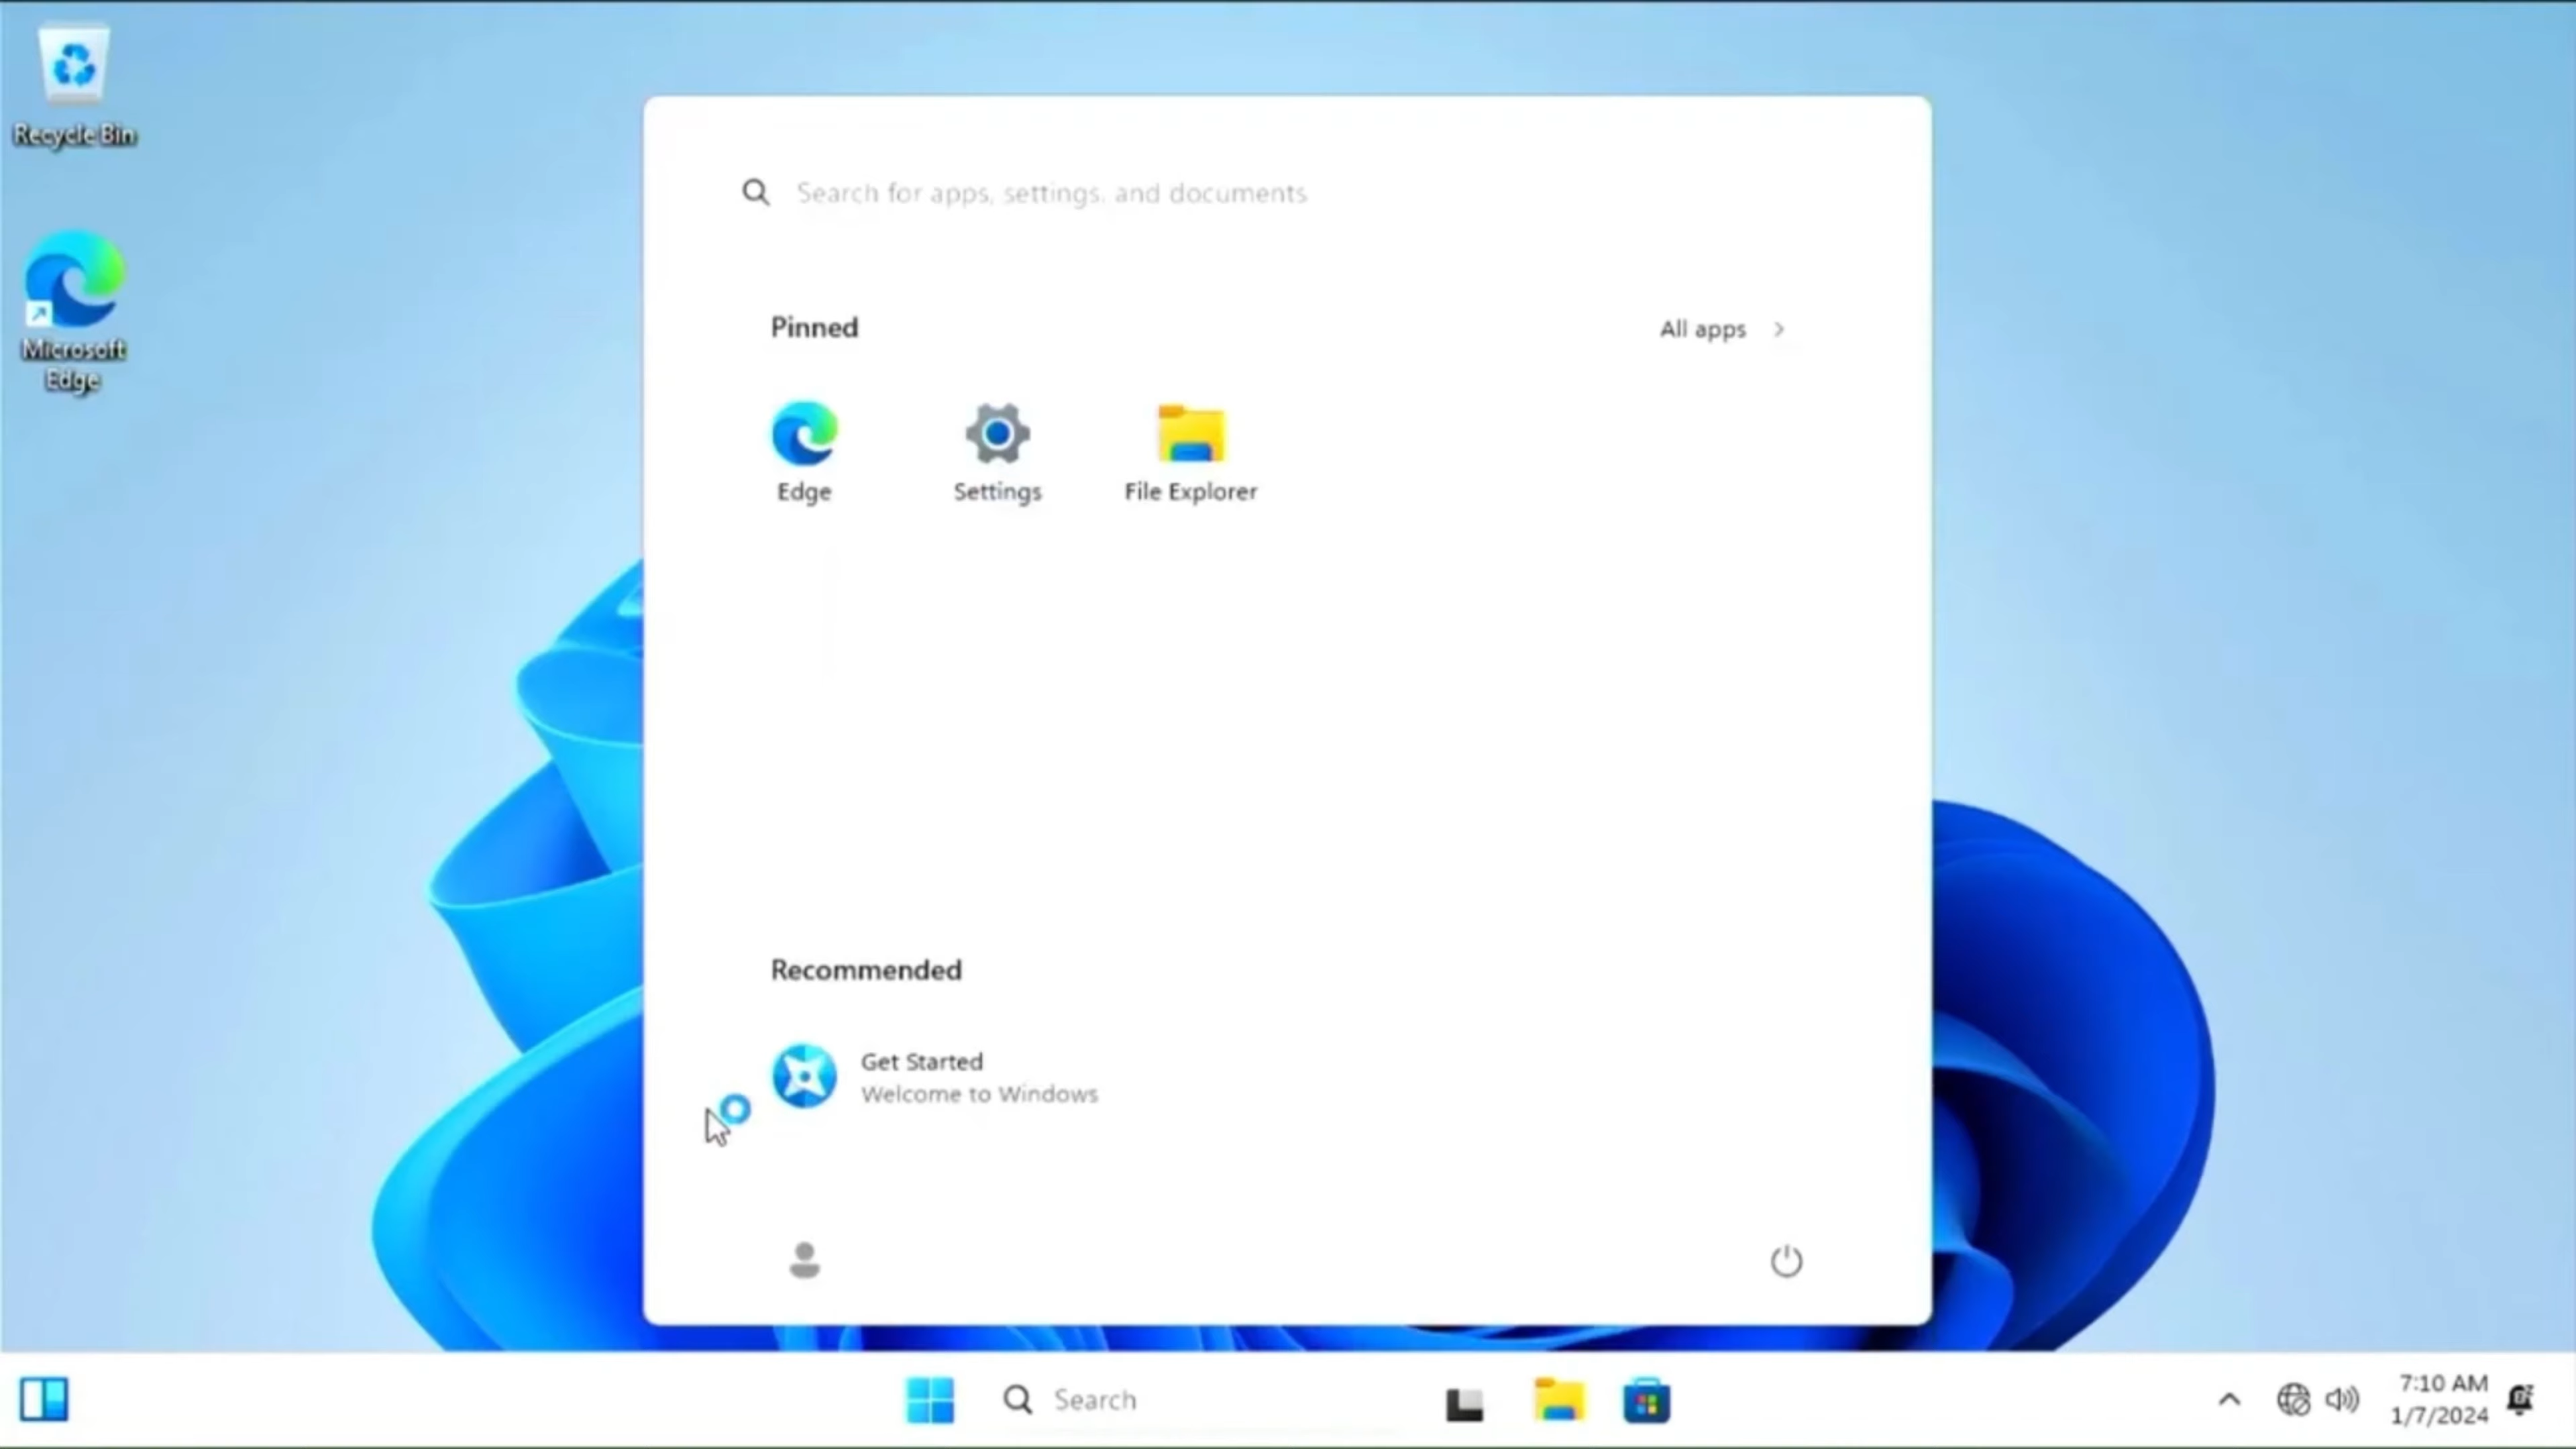 Recycle Bin
Microsoft
Edge
Search for apps, settings, and documents
Pinned
All apps
Edge
Settings
File Explorer
Recommended
Get Started
Welcome to Windows
Search
7:10 AM
1/7/2024